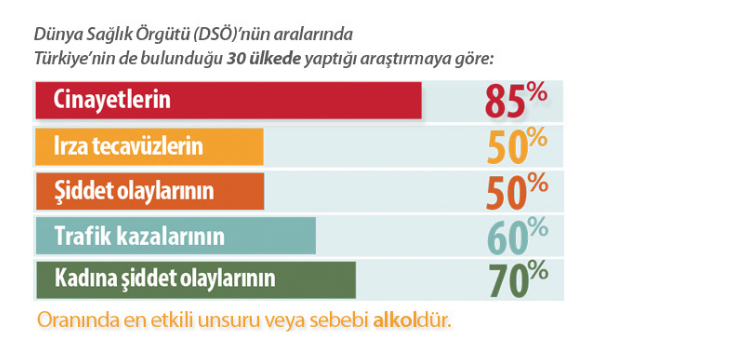 Dünya Sağlık Örgütü (DSÖ)’nün aralarında
Türkiye’nin de bulunduğu 30 ülkede yaptığı araştırmaya göre:
Cinayetlerin 85%
Irza tecavüzlerin 50%
Şiddet olaylarının 50%
Trafik kazalarının 60%
Kadına şiddet olaylarının 70%
Oranında en etkili unsuru veya sebebi alkoldür.